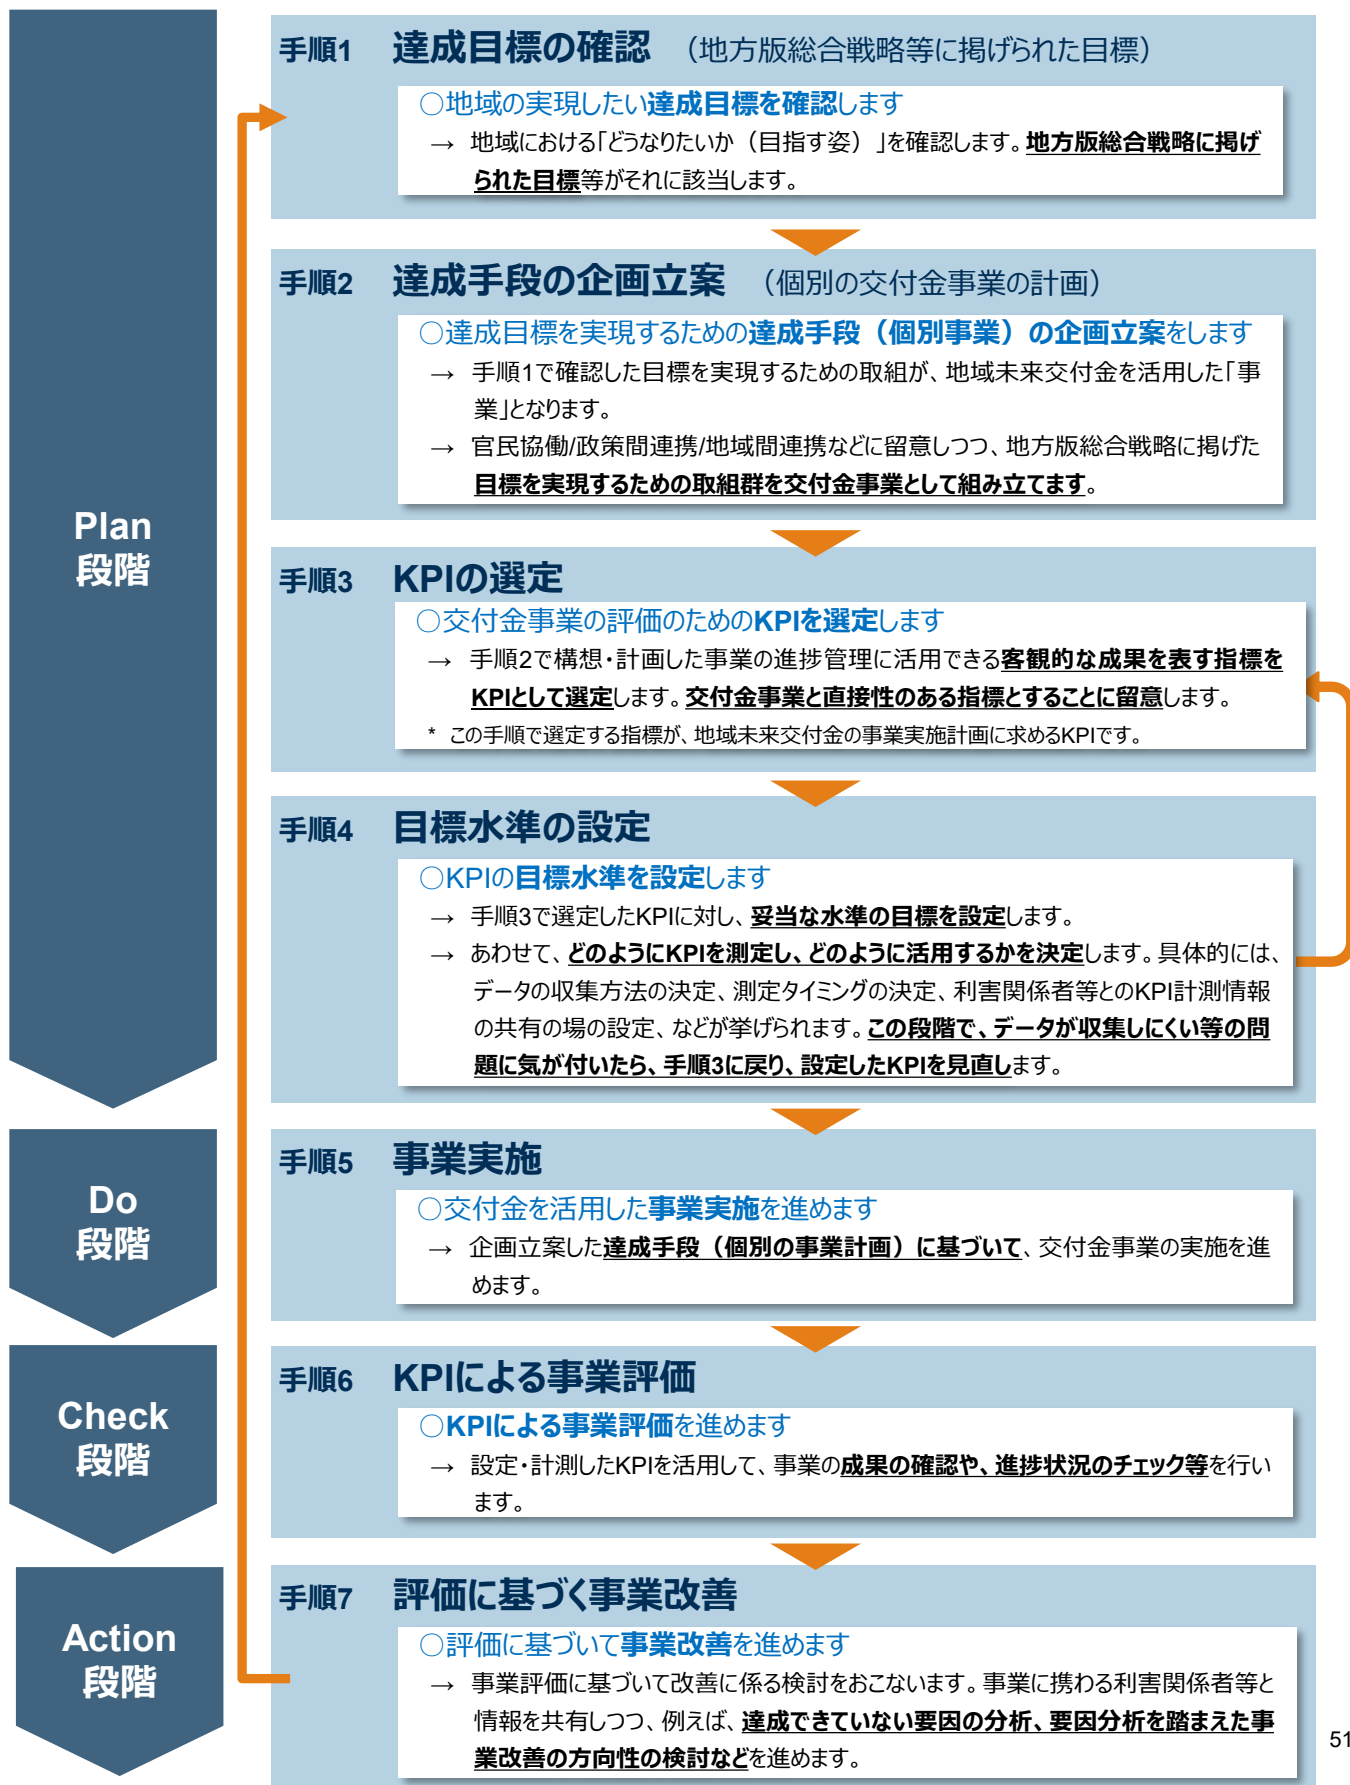 Plan
段階
手順1 達成目標の確認 （地方版総合戦略等に掲げられた目標）
○地域の実現したい達成目標を確認します
→ 地域における「どうなりたいか（目指す姿）」を確認します。地方版総合戦略に掲げ
られた目標等がそれに該当します。
手順2 達成手段の企画立案 （個別の交付金事業の計画）
○達成目標を実現するための達成手段（個別事業）の企画立案をします
→ 手順1で確認した目標を実現するための取組が、地域未来交付金を活用した「事
業」となります。
→ 官民協働/政策間連携/地域間連携などに留意しつつ、地方版総合戦略に掲げた
目標を実現するための取組群を交付金事業として組み立てます。
手順3 KPIの選定
○交付金事業の評価のためのKPIを選定します
→ 手順2で構想・計画した事業の進捗管理に活用できる客観的な成果を表す指標を
KPIとして選定します。交付金事業と直接性のある指標とすることに留意します。
* この手順で選定する指標が、地域未来交付金の事業実施計画に求めるKPIです。
手順4 目標水準の設定
○KPIの目標水準を設定します
→ 手順3で選定したKPIに対し、妥当な水準の目標を設定します。
→ あわせて、どのようにKPIを測定し、どのように活用するかを決定します。具体的には、
データの収集方法の決定、測定タイミングの決定、利害関係者等とのKPI計測情報
の共有の場の設定、などが挙げられます。この段階で、データが収集しにくい等の問
題に気が付いたら、手順3に戻り、設定したKPIを見直します。
Do
段階
手順5 事業実施
○交付金を活用した事業実施を進めます
→ 企画立案した達成手段（個別の事業計画）に基づいて、交付金事業の実施を進
めます。
Check
段階
手順6 KPIによる事業評価
○KPIによる事業評価を進めます
→ 設定・計測したKPIを活用して、事業の成果の確認や、進捗状況のチェック等を行い
ます。
Action
段階
手順7 評価に基づく事業改善
○評価に基づいて事業改善を進めます
→ 事業評価に基づいて改善に係る検討をおこないます。事業に携わる利害関係者等と
情報を共有しつつ、例えば、達成できていない要因の分析、要因分析を踏まえた事
業改善の方向性の検討などを進めます。
51